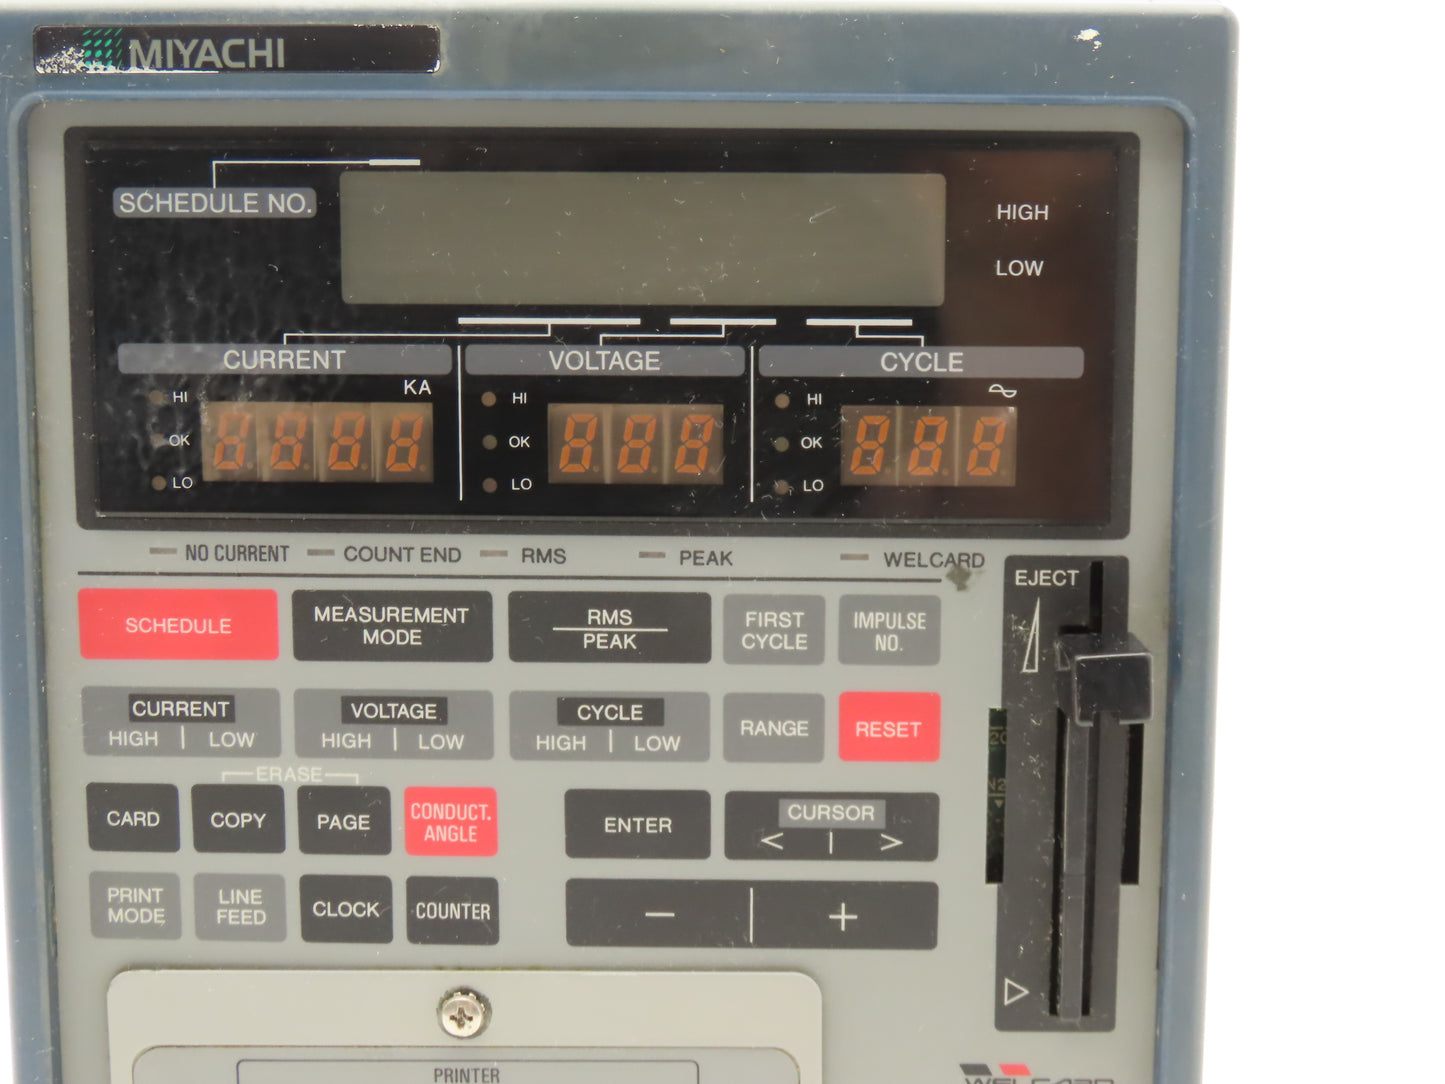 MIYACHI
SCHEDULE NO.
HIGH
LOW
CURRENT
VOLTAGE
CYCLE
KA
HI
OK
LO
HI
OK
LO
HI
OK
LO
NO CURRENT
COUNT END
RMS
PEAK
WELCARD
EJECT
SCHEDULE
MEASUREMENT
MODE
RMS
PEAK
FIRST
CYCLE
IMPULSE
NO.
CURRENT
HIGH | LOW
VOLTAGE
HIGH | LOW
CYCLE
HIGH | LOW
RANGE
RESET
ERASE
CARD
COPY
PAGE
CONDUCT.
ANGLE
ENTER
CURSOR
< | >
PRINT
MODE
LINE
FEED
CLOCK
COUNTER
− | +
PRINTER
WELCARD